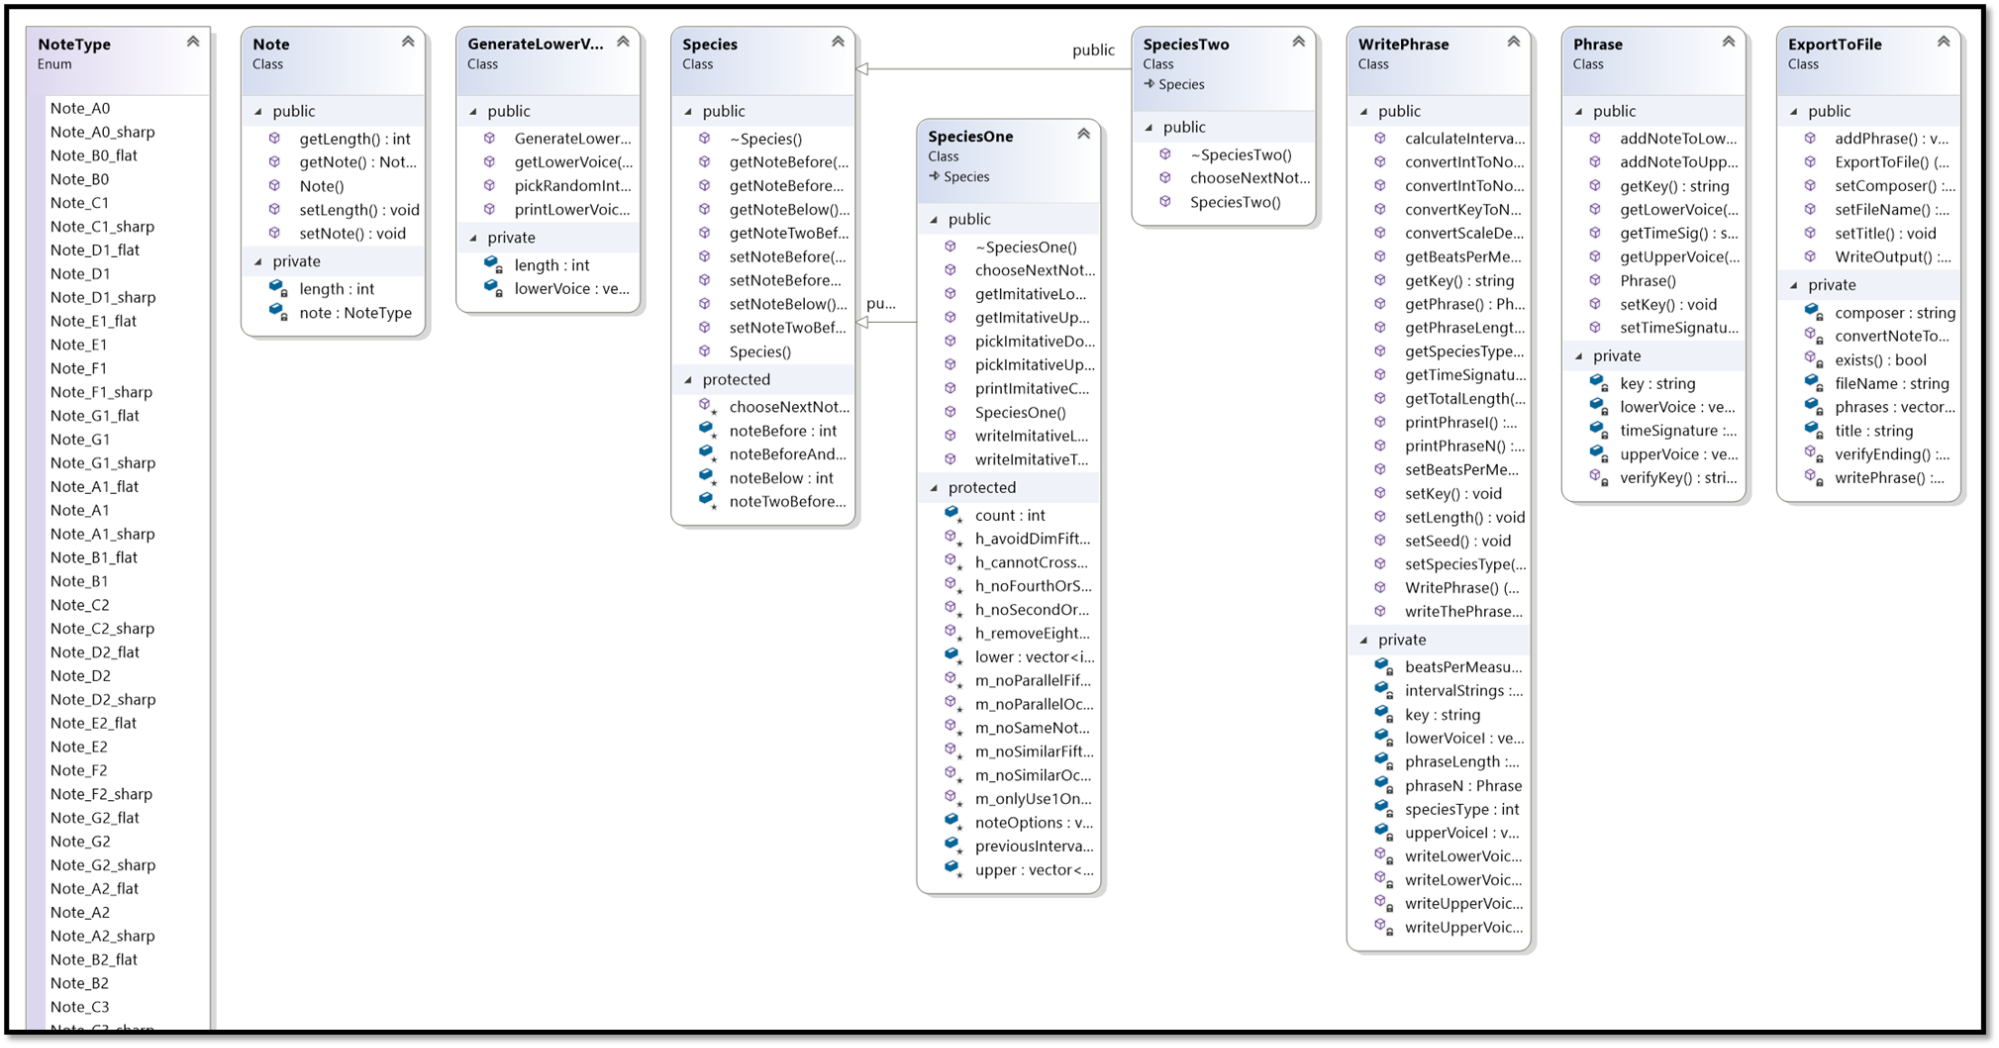 NoteType
Enum
Note_A0
Note_A0_sharp
Note_B0_flat
Note_B0
Note_C1
Note_C1_sharp
Note_D1_flat
Note_D1
Note_D1_sharp
Note_E1_flat
Note_E1
Note_F1
Note_F1_sharp
Note_G1_flat
Note_G1
Note_G1_sharp
Note_A1_flat
Note_A1
Note_A1_sharp
Note_B1_flat
Note_B1
Note_C2
Note_C2_sharp
Note_D2_flat
Note_D2
Note_D2_sharp
Note_E2_flat
Note_E2
Note_F2
Note_F2_sharp
Note_G2_flat
Note_G2
Note_G2_sharp
Note_A2_flat
Note_A2
Note_A2_sharp
Note_B2_flat
Note_B2
Note_C3
Note_C3_sharp
Note
Class
public
getLength() : int
getNote() : Not...
Note()
setLength() : void
setNote() : void
private
length : int
note : NoteType
GenerateLowerV...
Class
public
GenerateLower...
getLowerVoice(...
pickRandomInt...
printLowerVoic...
private
length : int
lowerVoice : ve...
Species
Class
public
~Species()
getNoteBefore(...
getNoteBefore...
getNoteBelow()...
getNoteTwoBef...
setNoteBefore(...
setNoteBefore...
setNoteBelow()...
setNoteTwoBef...
Species()
protected
chooseNextNot...
noteBefore : int
noteBeforeAnd...
noteBelow : int
noteTwoBefore...
public
pu...
SpeciesOne
Class
Species
public
~SpeciesOne()
chooseNextNot...
getImitativeLo...
getImitativeUp...
pickImitativeDo...
pickImitativeUp...
printImitativeC...
SpeciesOne()
writeImitativeL...
writeImitativeT...
protected
count : int
h_avoidDimFift...
h_cannotCross...
h_noFourthOrS...
h_noSecondOr...
h_removeEight...
lower : vector<i...
m_noParallelFif...
m_noParallelOc...
m_noSameNot...
m_noSimilarFift...
m_noSimilarOc...
m_onlyUse1On...
noteOptions : v...
previousInterva...
upper : vector<...
SpeciesTwo
Class
Species
public
~SpeciesTwo()
chooseNextNot...
SpeciesTwo()
WritePhrase
Class
public
calculateInterva...
convertIntToNo...
convertIntToNo...
convertKeyToN...
convertScaleDe...
getBeatsPerMe...
getKey() : string
getPhrase() : Ph...
getPhraseLengt...
getSpeciesType...
getTimeSignatu...
getTotalLength(...
printPhraseI() :...
printPhraseN() :...
setBeatsPerMe...
setKey() : void
setLength() : void
setSeed() : void
setSpeciesType(...
WritePhrase() (...
writeThePhrase...
private
beatsPerMeasu...
intervalStrings :...
key : string
lowerVoiceI : ve...
phraseLength :...
phraseN : Phrase
speciesType : int
upperVoiceI : v...
writeLowerVoic...
writeLowerVoic...
writeUpperVoic...
writeUpperVoic...
Phrase
Class
public
addNoteToLow...
addNoteToUpp...
getKey() : string
getLowerVoice(...
getTimeSig() : s...
getUpperVoice(...
Phrase()
setKey() : void
setTimeSignatu...
private
key : string
lowerVoice : ve...
timeSignature :...
upperVoice : ve...
verifyKey() : stri...
ExportToFile
Class
public
addPhrase() : v...
ExportToFile() (...
setComposer() :...
setFileName() :...
setTitle() : void
WriteOutput() :...
private
composer : string
convertNoteTo...
exists() : bool
fileName : string
phrases : vector...
title : string
verifyEnding() :...
writePhrase() :...